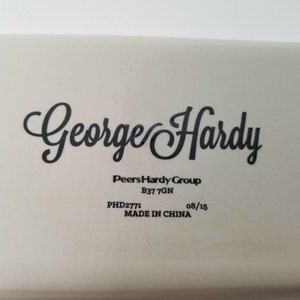 George Hardy
PeersHardy Group
B37 7GN
PHD2771 08/15
MADE IN CHINA